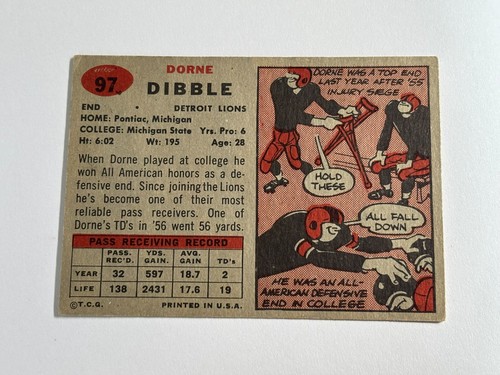 97
DORNE
DIBBLE
END • DETROIT LIONS
HOME: Pontiac, Michigan
COLLEGE: Michigan State Yrs. Pro: 6
Ht: 6:02 Wt: 195 Age: 28
When Dorne played at college he
won All American honors as a de-
fensive end. Since joining the Lions
he's become one of their most
reliable pass receivers. One of
Dorne's TD's in '56 went 56 yards.
PASS RECEIVING RECORD
PASS. YDS. AVG. TD's
REC'D. GAIN. GAIN
YEAR 32 597 18.7 2
LIFE 138 2431 17.6 19
©T.C.G. PRINTED IN U.S.A.
DORNE WAS A TOP END
LAST YEAR AFTER '55
INJURY SIEGE
HOLD
THESE
ALL FALL
DOWN
HE WAS AN ALL-
AMERICAN DEFENSIVE
END IN COLLEGE